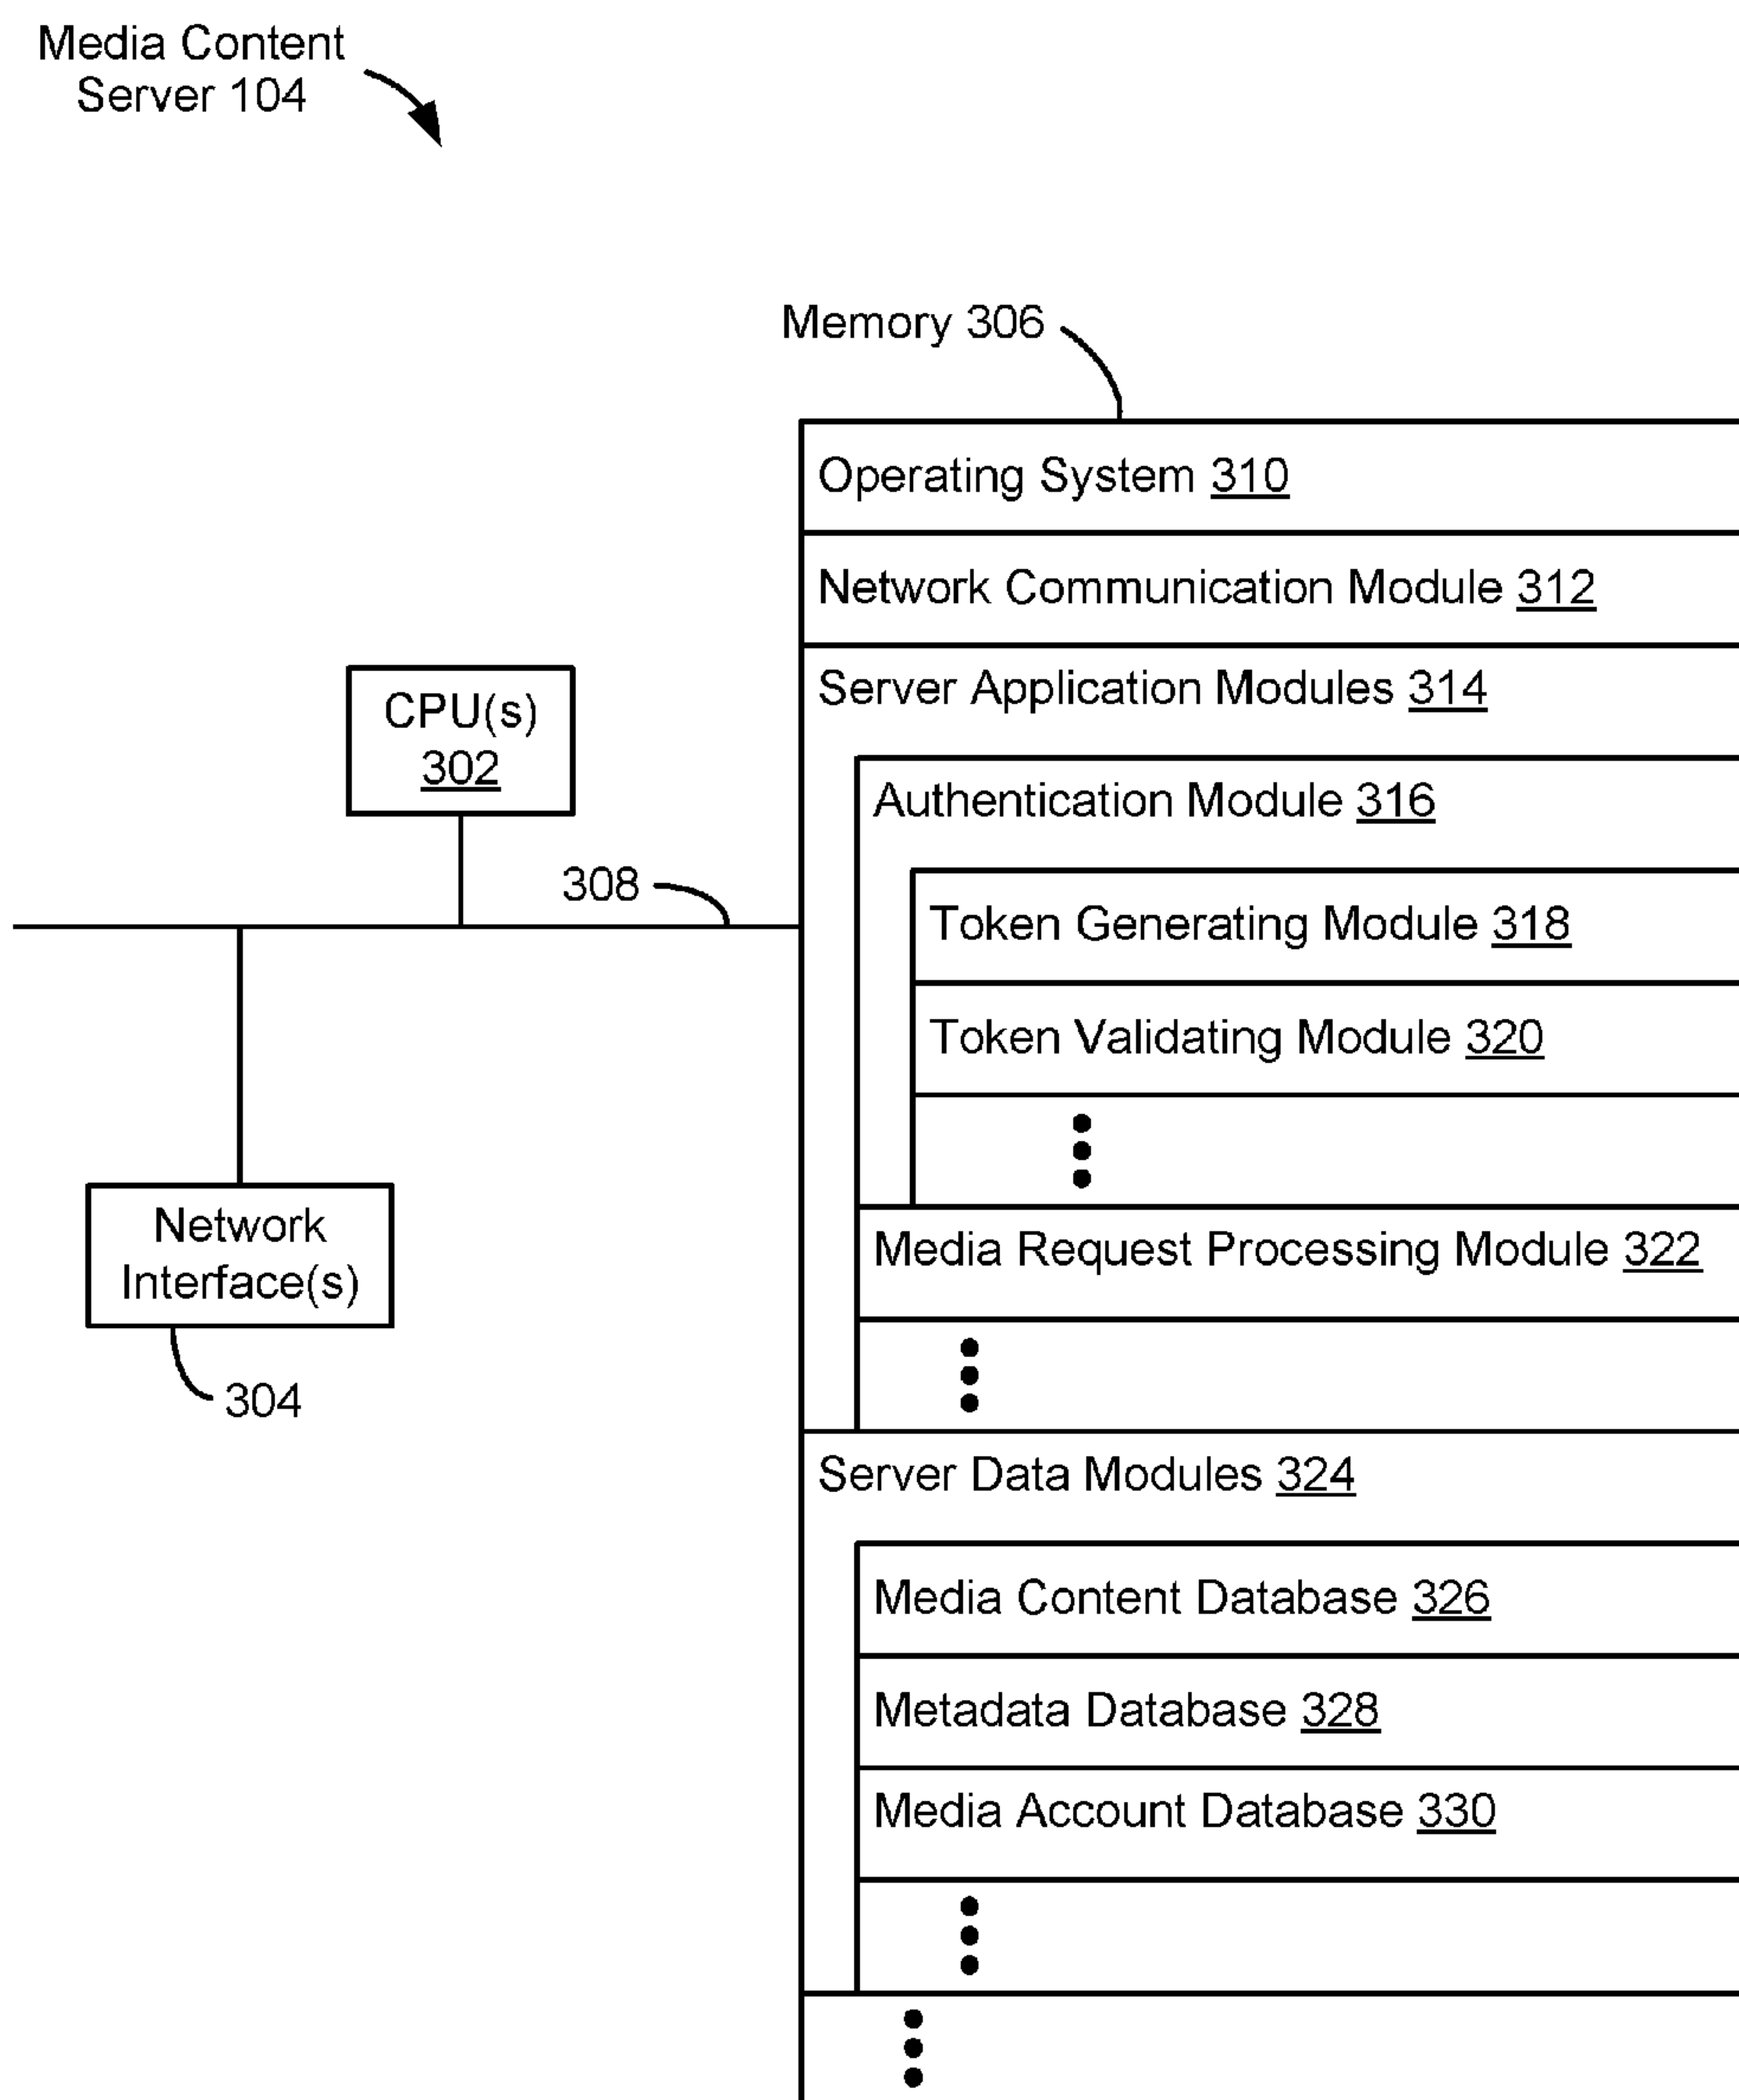 Media Content
Server 104
Memory 306
Operating System 310
Network Communication Module 312
Server Application Modules 314
CPU(s)
302
Authentication Module 316
308
Token Generating Module 318
Token Validating Module 320
Network
Interface(s)
Media Request Processing Module 322
304
Server Data Modules 324
Media Content Database 326
Metadata Database 328
Media Account Database 330